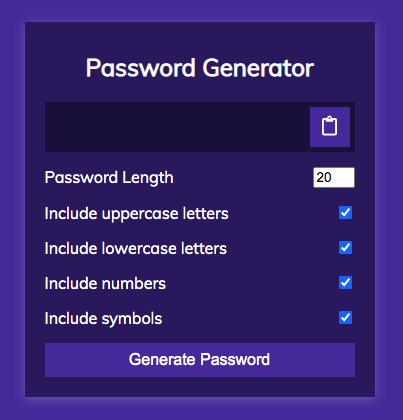 Password Generator
Password Length 20
Include uppercase letters
Include lowercase letters
Include numbers
Include symbols
Generate Password